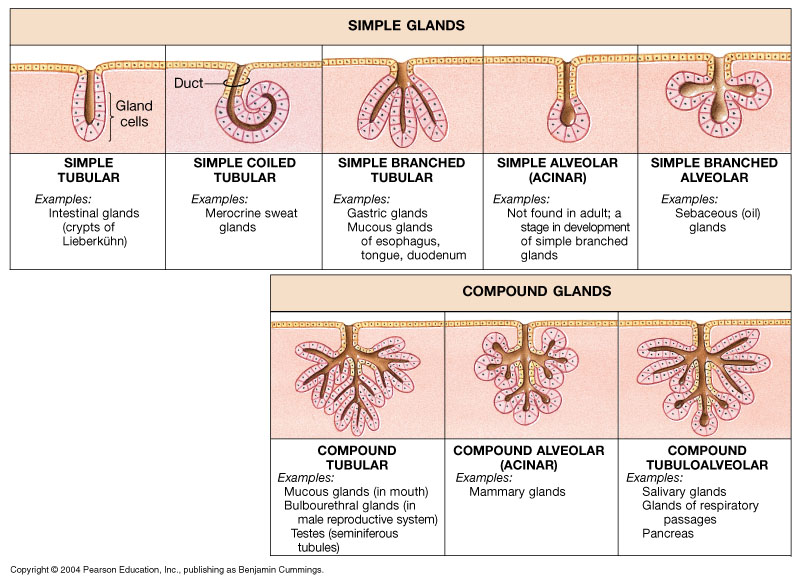 SIMPLE GLANDS
Duct
Gland
cells
SIMPLE
TUBULAR
Examples:
Intestinal glands
(crypts of
Lieberkühn)
SIMPLE COILED
TUBULAR
Examples:
Merocrine sweat
glands
SIMPLE BRANCHED
TUBULAR
Examples:
Gastric glands
Mucous glands
of esophagus,
tongue, duodenum
SIMPLE ALVEOLAR
(ACINAR)
Examples:
Not found in adult; a
stage in development
of simple branched
glands
SIMPLE BRANCHED
ALVEOLAR
Examples:
Sebaceous (oil)
glands
COMPOUND GLANDS
COMPOUND
TUBULAR
Examples:
Mucous glands (in mouth)
Bulbourethral glands (in
male reproductive system)
Testes (seminiferous
tubules)
COMPOUND ALVEOLAR
(ACINAR)
Examples:
Mammary glands
COMPOUND
TUBULOALVEOLAR
Examples:
Salivary glands
Glands of respiratory
passages
Pancreas
Copyright © 2004 Pearson Education, Inc., publishing as Benjamin Cummings.